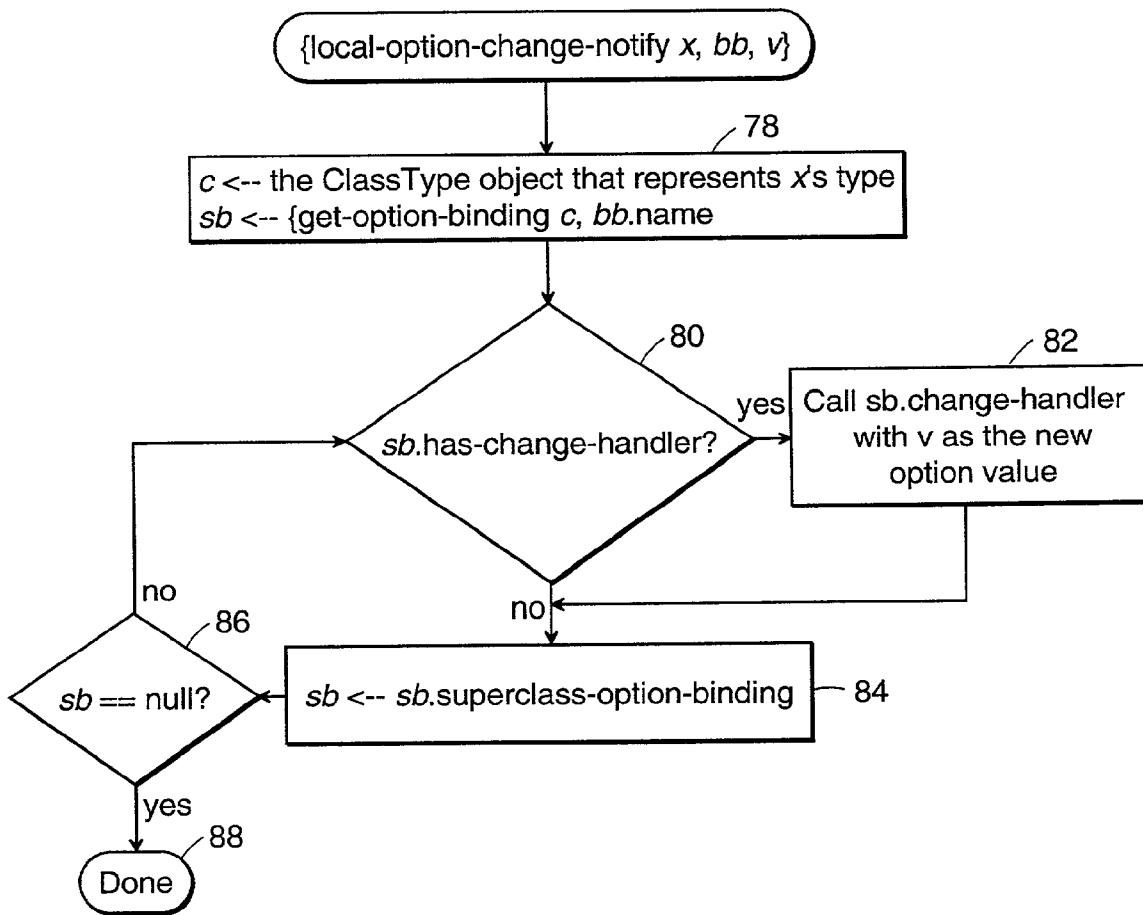 {local-option-change-notify x, bb, v}
78
c <-- the ClassType object that represents x's type
sb <-- {get-option-binding c, bb.name
80
sb.has-change-handler?
yes
82
Call sb.change-handler
with v as the new
option value
no
no
86
sb == null?
sb <-- sb.superclass-option-binding
84
yes
88
Done